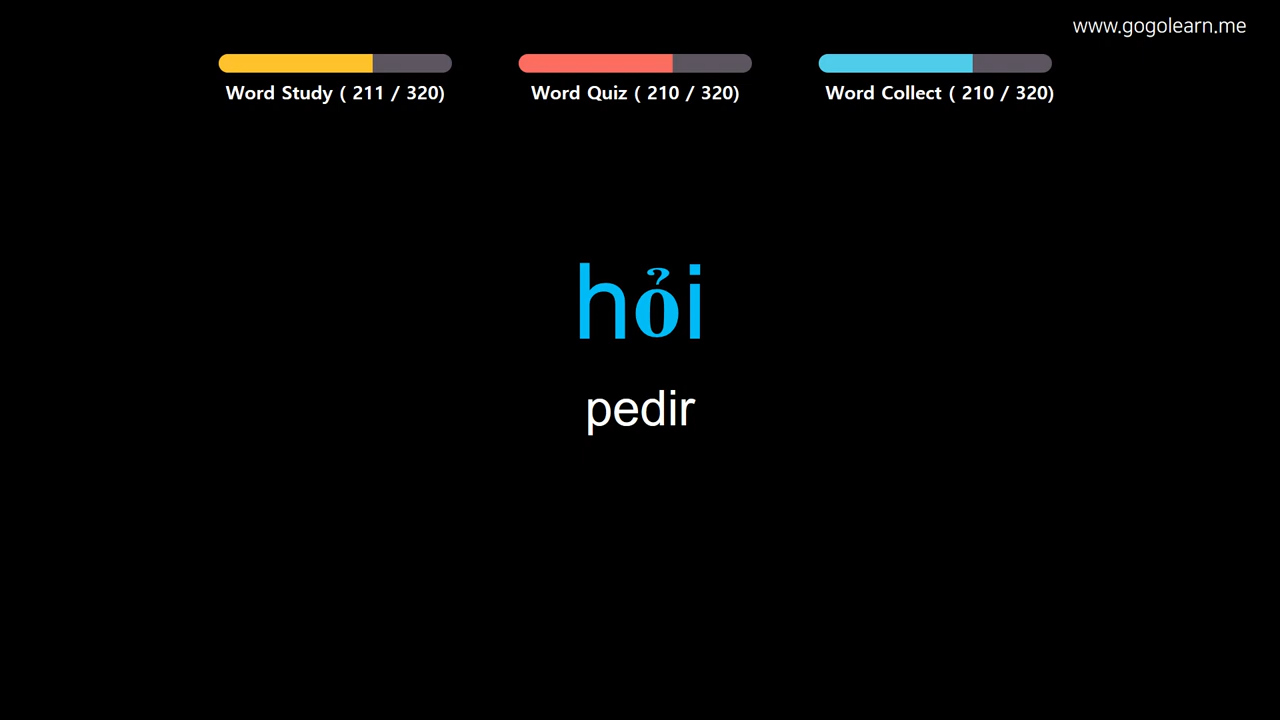 www.gogolearn.me
Word Study ( 211 / 320)
Word Quiz ( 210 / 320)
Word Collect ( 210 / 320)
hỏi
pedir